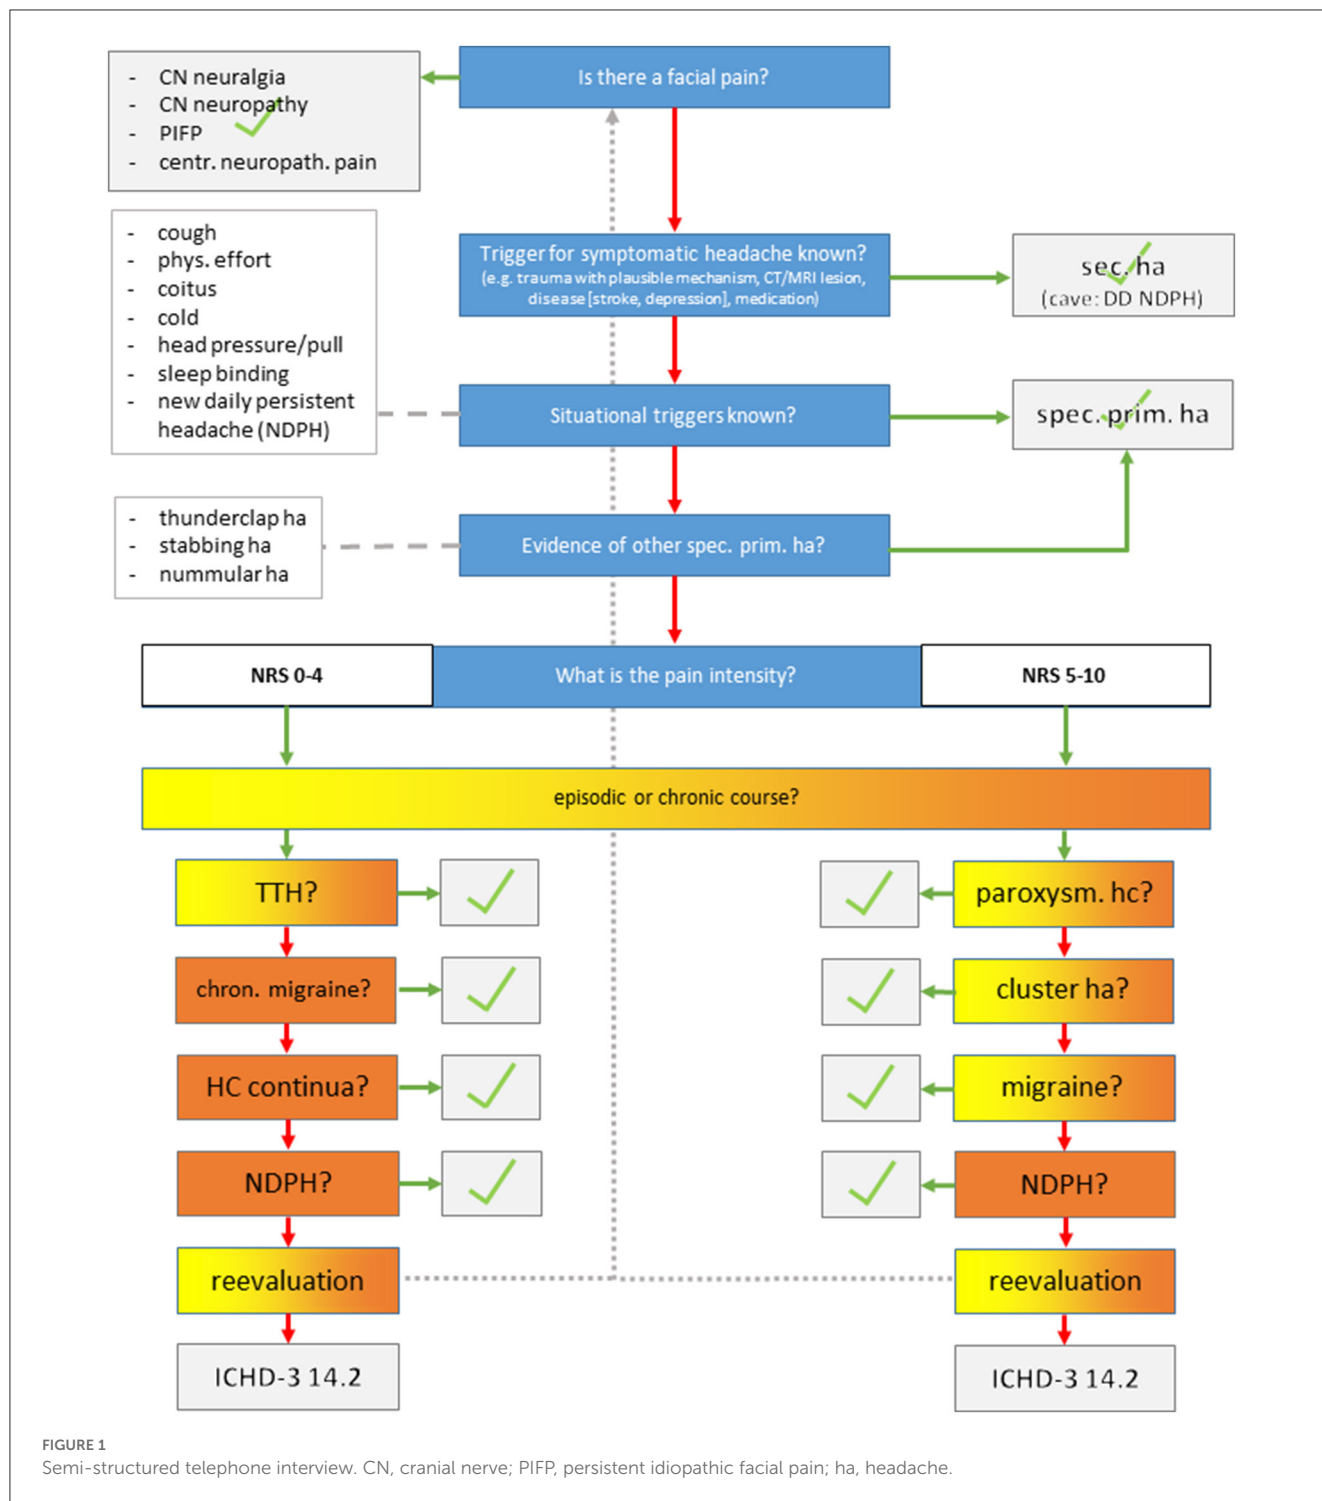 Is there a facial pain?
- CN neuralgia
- CN neuropathy
- PIFP
- centr. neuropath. pain
- cough
- phys. effort
- coitus
- cold
- head pressure/pull
- sleep binding
- new daily persistent
headache (NDPH)
Trigger for symptomatic headache known?
(e.g. trauma with plausible mechanism, CT/MRI lesion,
disease [stroke, depression], medication)
sec. ha
(cave: DD NDPH)
Situational triggers known?
spec. prim. ha
- thunderclap ha
- stabbing ha
- nummular ha
Evidence of other spec. prim. ha?
NRS 0-4
What is the pain intensity?
NRS 5-10
episodic or chronic course?
TTH?
chron. migraine?
HC continua?
NDPH?
reevaluation
ICHD-3 14.2
paroxysm. hc?
cluster ha?
migraine?
NDPH?
reevaluation
ICHD-3 14.2
FIGURE 1
Semi-structured telephone interview. CN, cranial nerve; PIFP, persistent idiopathic facial pain; ha, headache.